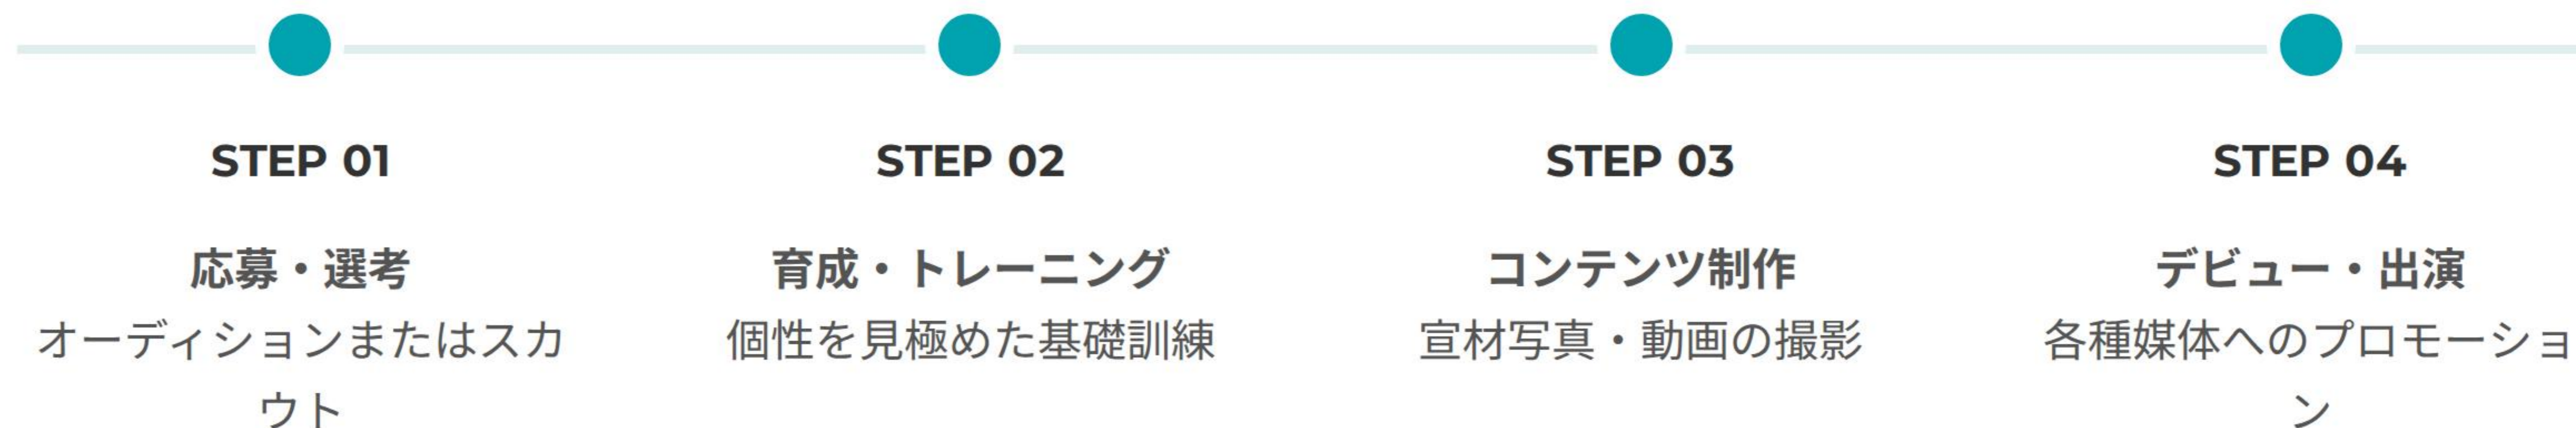 STEP 01
応募・選考
オーディションまたはスカ
ウト
STEP 02
育成・トレーニング
個性を見極めた基礎訓練
STEP 03
コンテンツ制作
宣材写真・動画の撮影
STEP 04
デビュー・出演
各種媒体へのプロモーショ
ン